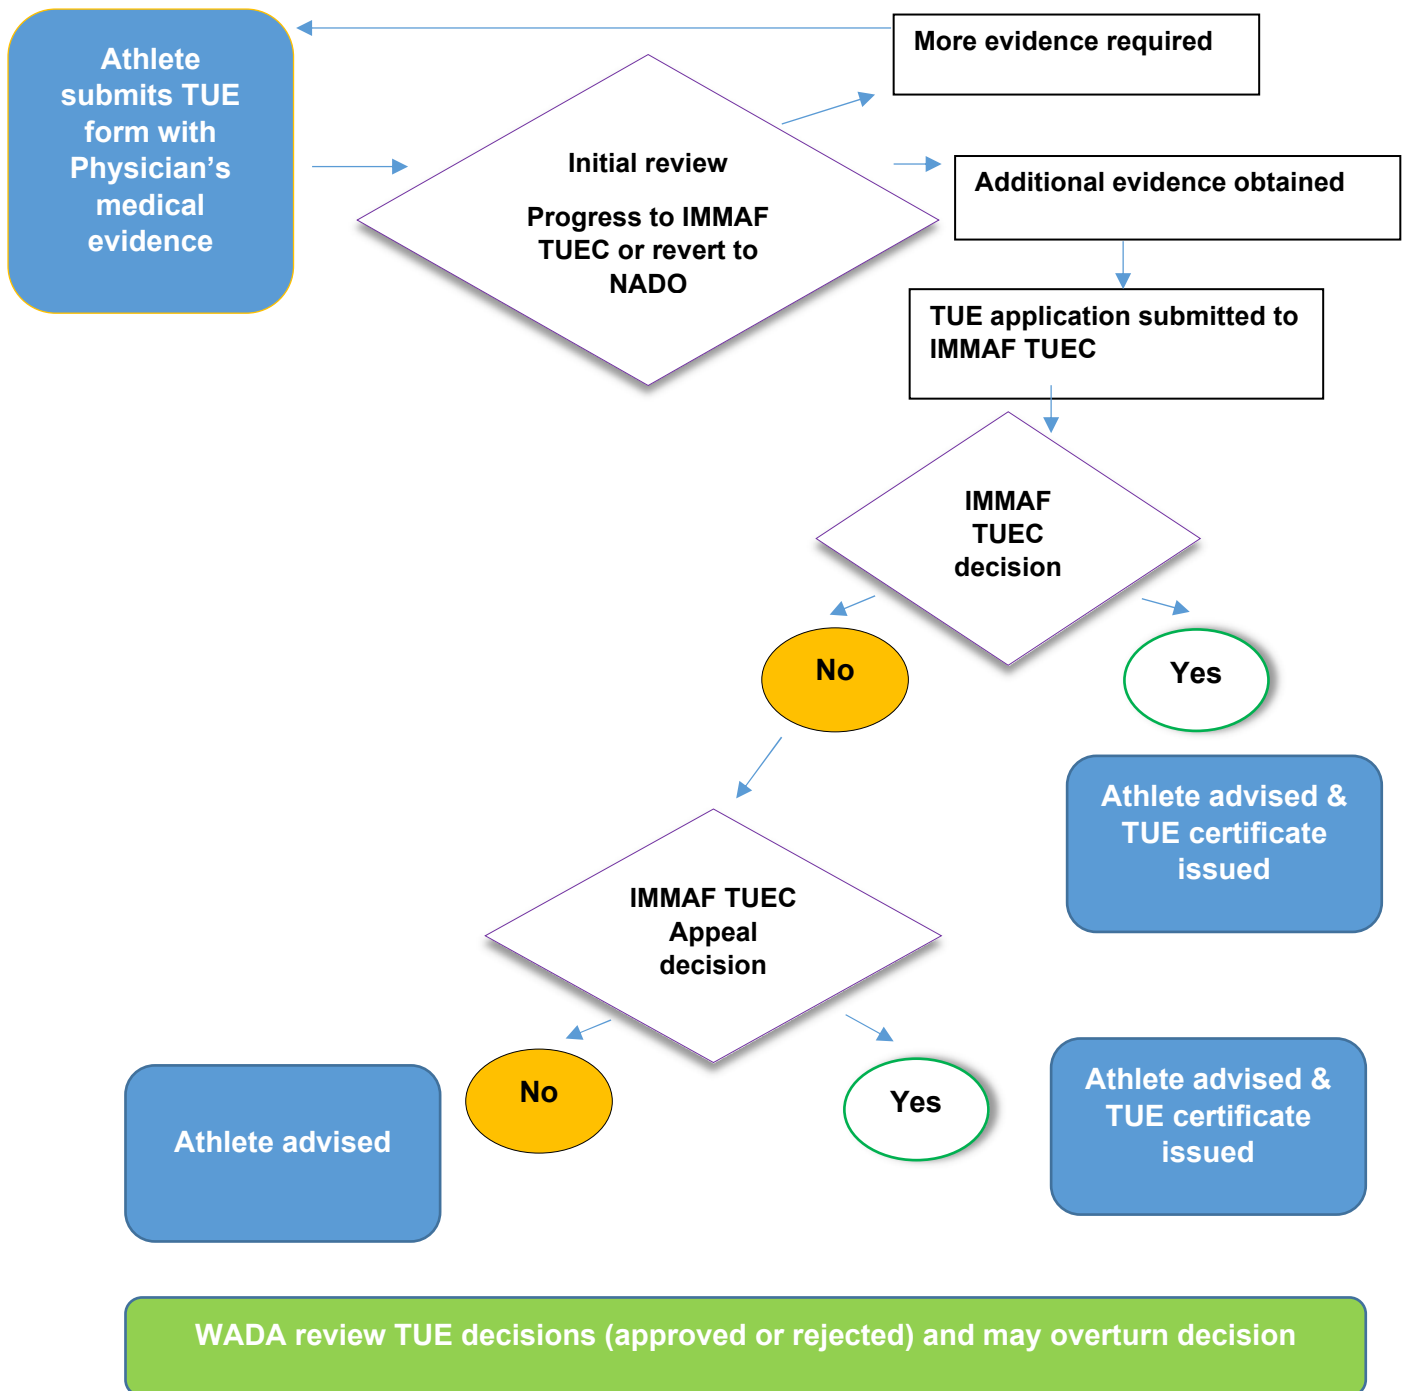 Athlete
submits TUE
form with
Physician’s
medical
evidence
More evidence required
Initial review
Progress to IMMAF
TUEC or revert to
NADO
Additional evidence obtained
TUE application submitted to
IMMAF TUEC
IMMAF
TUEC
decision
No
Yes
Athlete advised &
TUE certificate
issued
IMMAF TUEC
Appeal
decision
No
Yes
Athlete advised
Athlete advised &
TUE certificate
issued
WADA review TUE decisions (approved or rejected) and may overturn decision